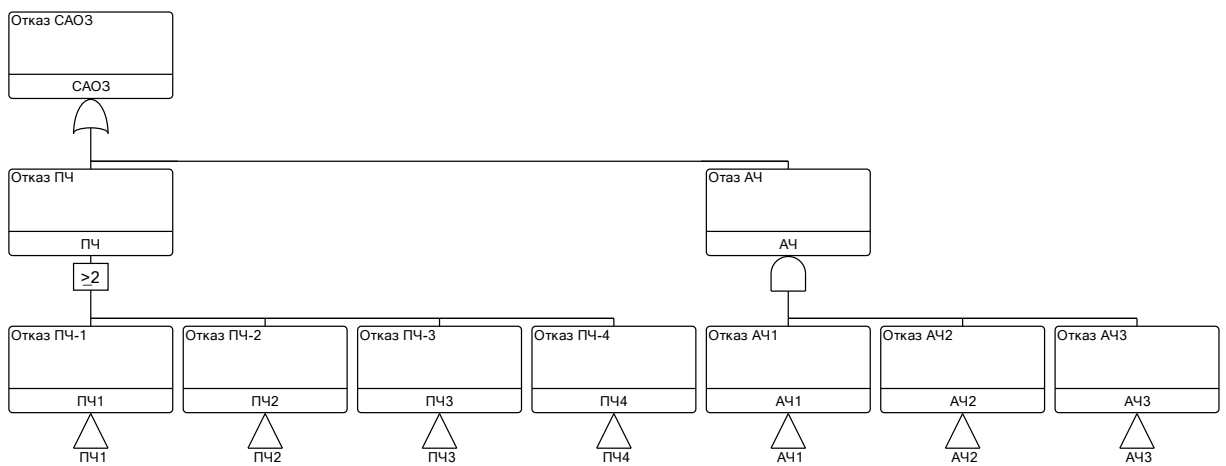 Отказ САОЗ
САОЗ
Отказ ПЧ
Отаз АЧ
ПЧ
АЧ
≥2
Отказ ПЧ-1
Отказ ПЧ-2
Отказ ПЧ-3
Отказ ПЧ-4
Отказ АЧ1
Отказ АЧ2
Отказ АЧ3
ПЧ1
ПЧ2
ПЧ3
ПЧ4
АЧ1
АЧ2
АЧ3
ПЧ1
ПЧ2
ПЧ3
ПЧ4
АЧ1
АЧ2
АЧ3